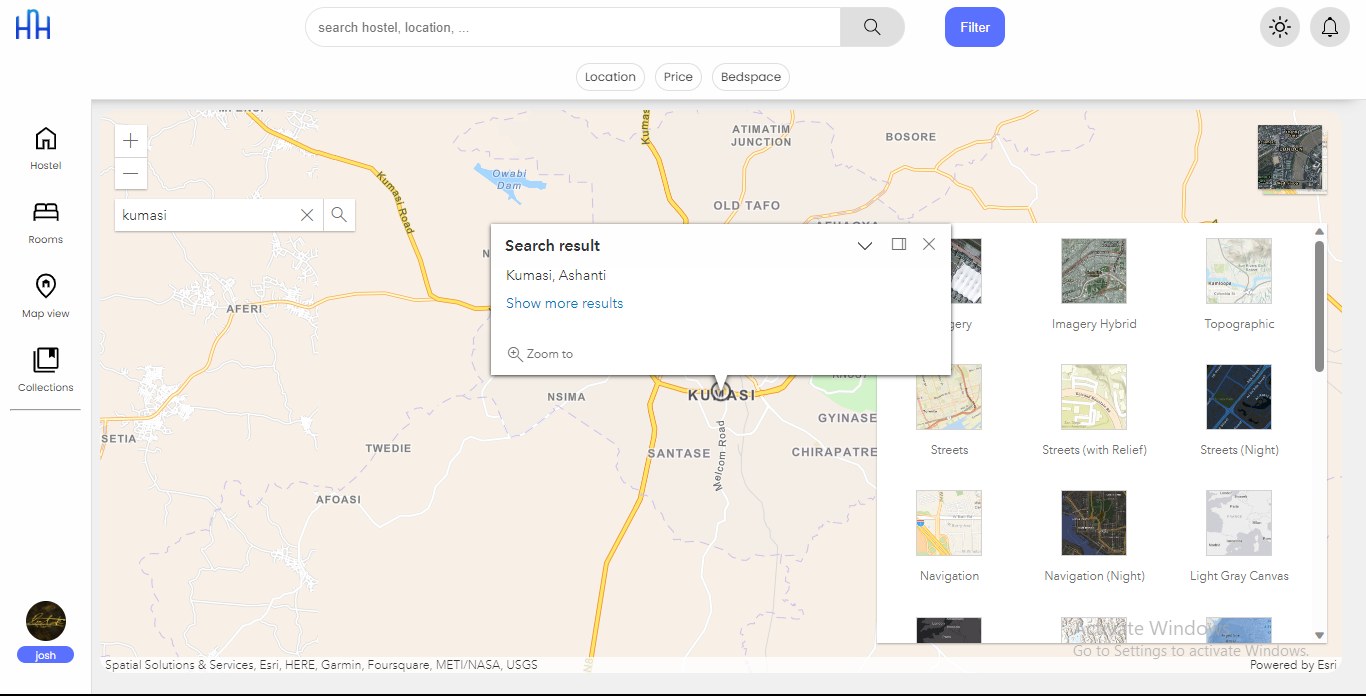 HH
search hostel, location, ...
Filter
Location
Price
Bedspace
Hostel
Rooms
Map view
Collections
josh
kumasi
Kumasi Road
Kumas
Owabi
Dam
ATIMATIM
JUNCTION
BOSORE
OLD TAFO
AFERI
Search result
Kumasi, Ashanti
Show more results
Zoom to
KUMASI
NSIMA
GYINASE
SETIA
TWEDIE
SANTASE
CHIRAPATRE
Melcom Road
AFOASI
LONDON
gery
Imagery Hybrid
Topographic
Kamloops
Streets
Streets (with Relief)
Streets (Night)
Navigation
Navigation (Night)
Light Gray Canvas
Activate Windows
Go to Settings to activate Windows.
Spatial Solutions & Services, Esri, HERE, Garmin, Foursquare, METI/NASA, USGS
Powered by Esri